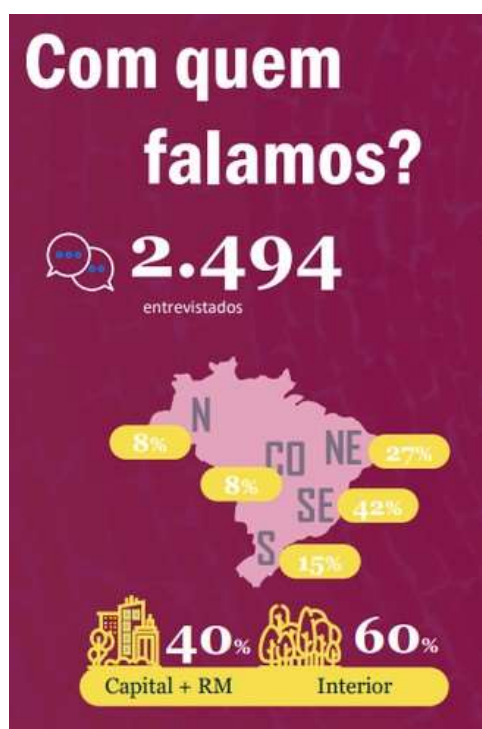 Com quem
falamos?
2.494
entrevistados
N
8%
CO
NE
27%
8%
SE
42%
S
15%
40%
60%
Capital + RM
Interior